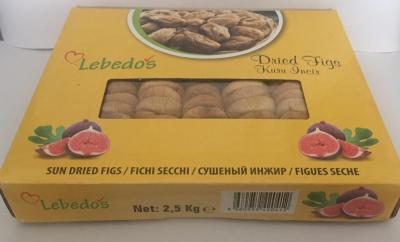 Lebedo's
Dried Figs
Kuru İncir
SUN DRIED FIGS / FICHI SECCHI / СУШЕНЫЙ ИНЖИР / FIGUES SECHE
Lebedo's
Net: 2,5 Kg e